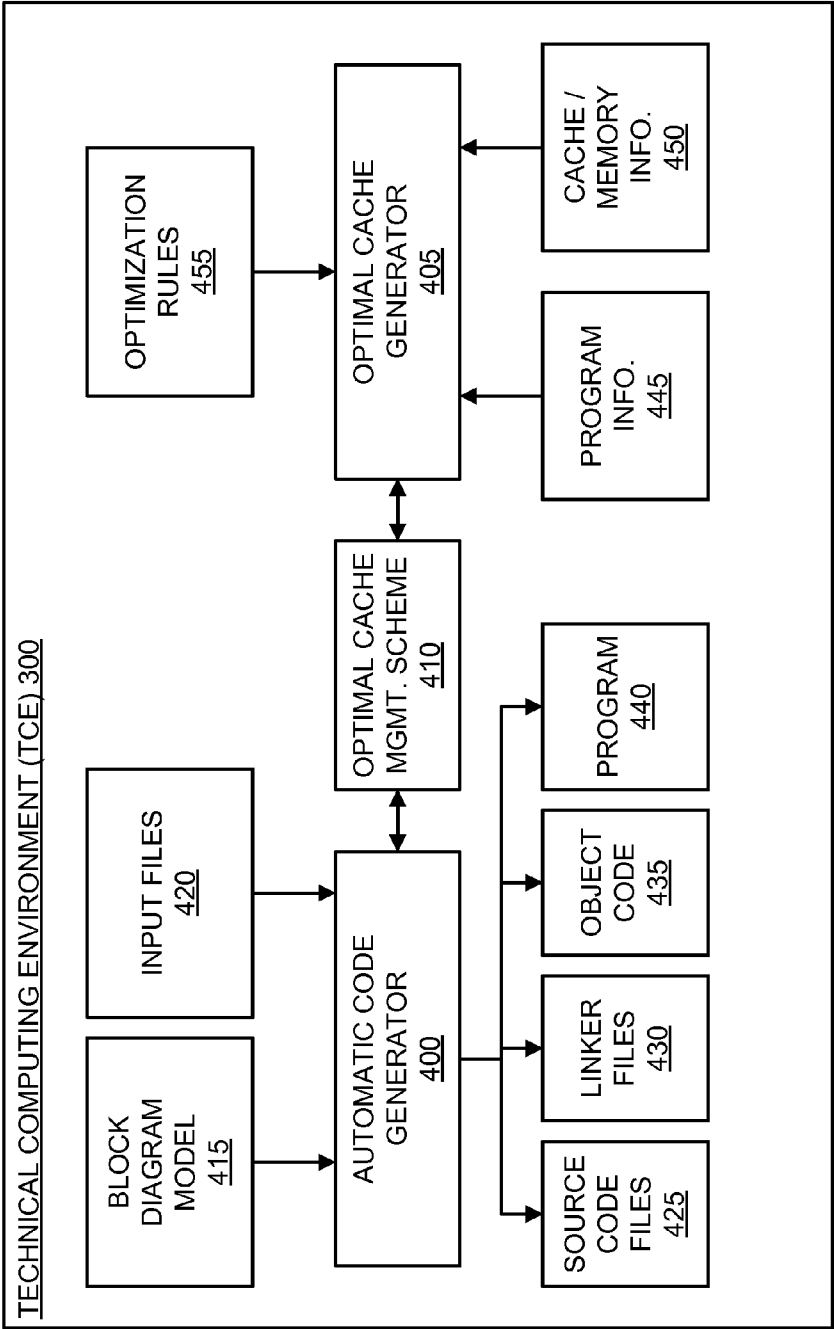 TECHNICAL COMPUTING ENVIRONMENT (TCE) 300
BLOCK
DIAGRAM
MODEL
415
INPUT FILES
420
OPTIMIZATION
RULES
455
AUTOMATIC CODE
GENERATOR
400
OPTIMAL CACHE
MGMT. SCHEME
410
OPTIMAL CACHE
GENERATOR
405
SOURCE
CODE
FILES
425
LINKER
FILES
430
OBJECT
CODE
435
PROGRAM
440
PROGRAM
INFO.
445
CACHE /
MEMORY
INFO.
450